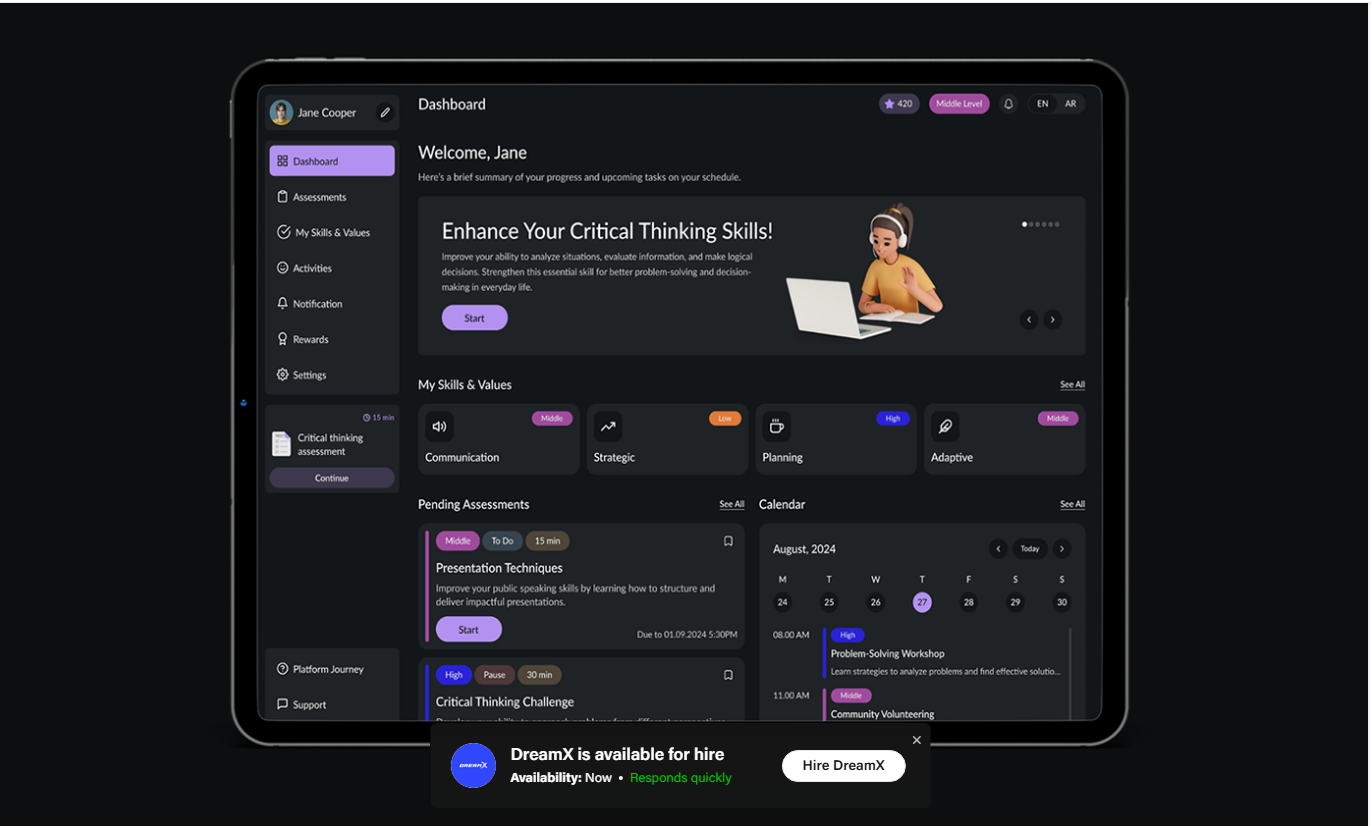 Jane Cooper
Dashboard
Assessments
My Skills & Values
Activities
Notification
Rewards
Settings
15 min
Critical thinking
assessment
Continue
Platform Journey
Support
Dashboard
420
Middle Level
EN
AR
Welcome, Jane
Here's a brief summary of your progress and upcoming tasks on your schedule.
Enhance Your Critical Thinking Skills!
Improve your ability to analyze situations, evaluate information, and make logical
decisions. Strengthen this essential skill for better problem-solving and decision-
making in everyday life.
Start
My Skills & Values
See All
Middle
Communication
Low
Strategic
High
Planning
Middle
Adaptive
Pending Assessments
See All
Middle
To Do
15 min
Presentation Techniques
Improve your public speaking skills by learning how to structure and
deliver impactful presentations.
Start
Due to 01.09.2024 5:30PM
High
Pause
30 min
Critical Thinking Challenge
Calendar
See All
August, 2024
Today
M T W T F S S
24 25 26 27 28 29 30
08.00 AM
High
Problem-Solving Workshop
Learn strategies to analyze problems and find effective solutio...
11.00 AM
Middle
Community Volunteering
DREAMX
DreamX is available for hire
Availability: Now • Responds quickly
Hire DreamX